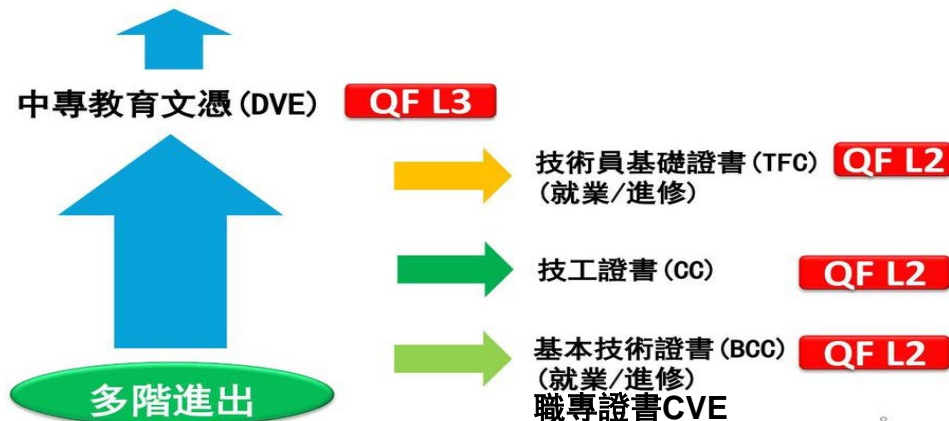 中專教育文憑(DVE) QF L3
技術員基礎證書(TFC) QF L2
(就業/進修)
技工證書(CC) QF L2
基本技術證書(BCC) QF L2
(就業/進修)
職專證書CVE
多階進出
8